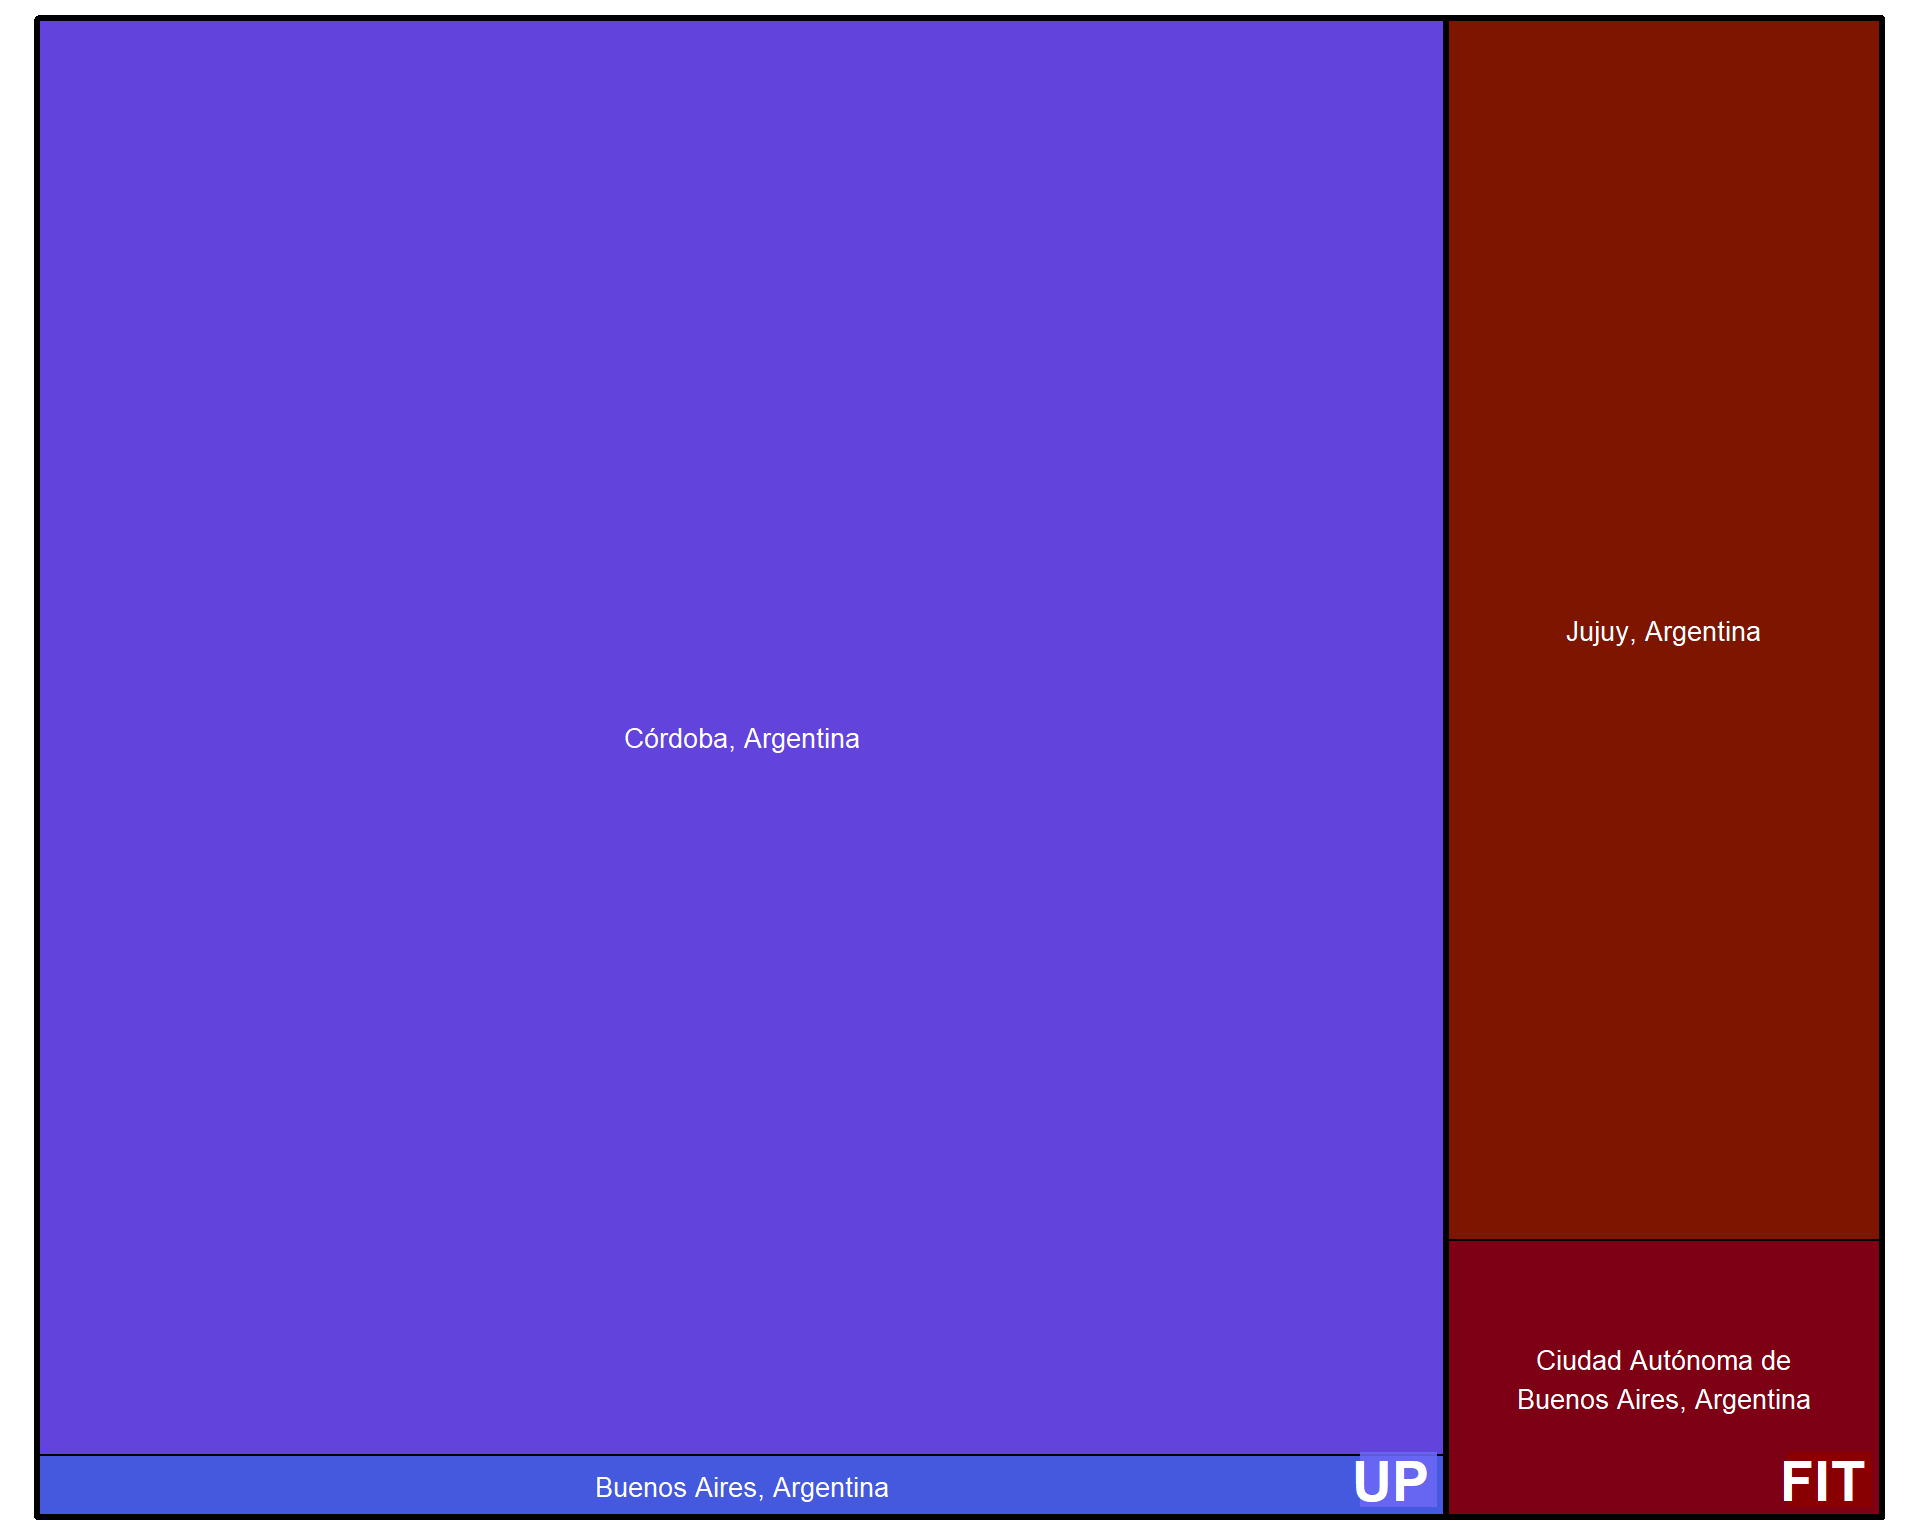 Córdoba, Argentina
Buenos Aires, Argentina
UP
Jujuy, Argentina
Ciudad Autónoma de
Buenos Aires, Argentina
FIT